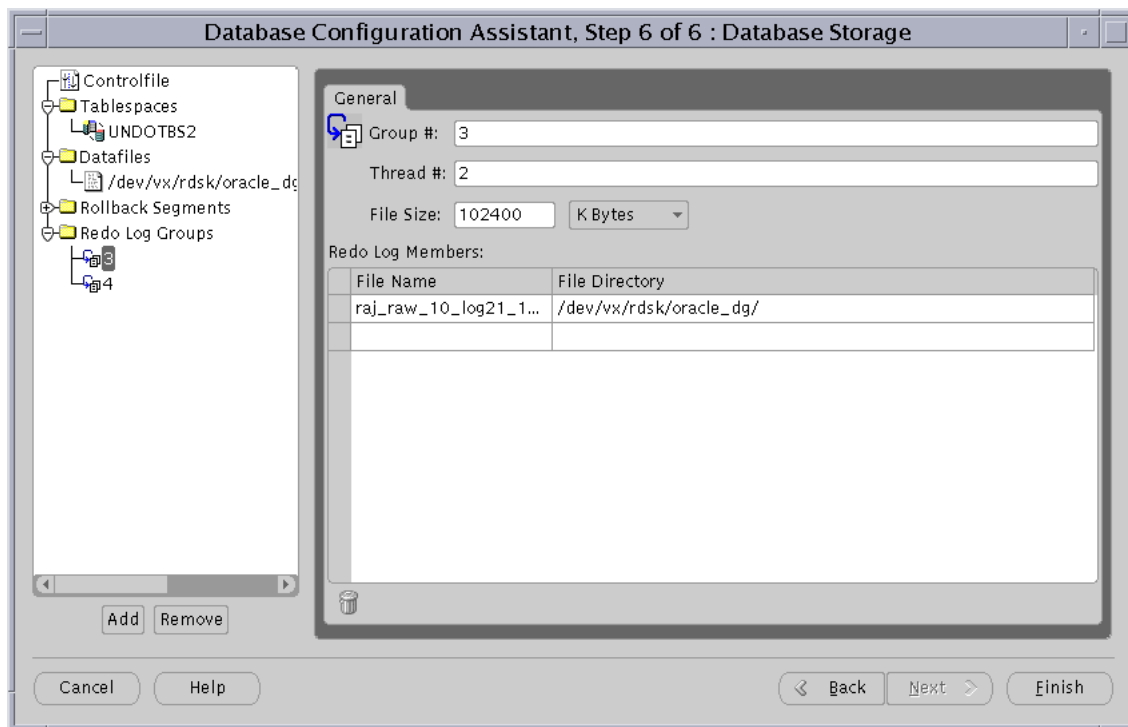 Database Configuration Assistant, Step 6 of 6 : Database Storage
Controlfile
Tablespaces
UNDOTBS2
Datafiles
/dev/vx/rdsk/oracle_dg
Rollback Segments
Redo Log Groups
3
4
Add Remove
General
Group #: 3
Thread #: 2
File Size: 102400 K Bytes
Redo Log Members:
File Name File Directory
raj_raw_10_log21_1... /dev/vx/rdsk/oracle_dg/
Cancel Help Back Next Finish